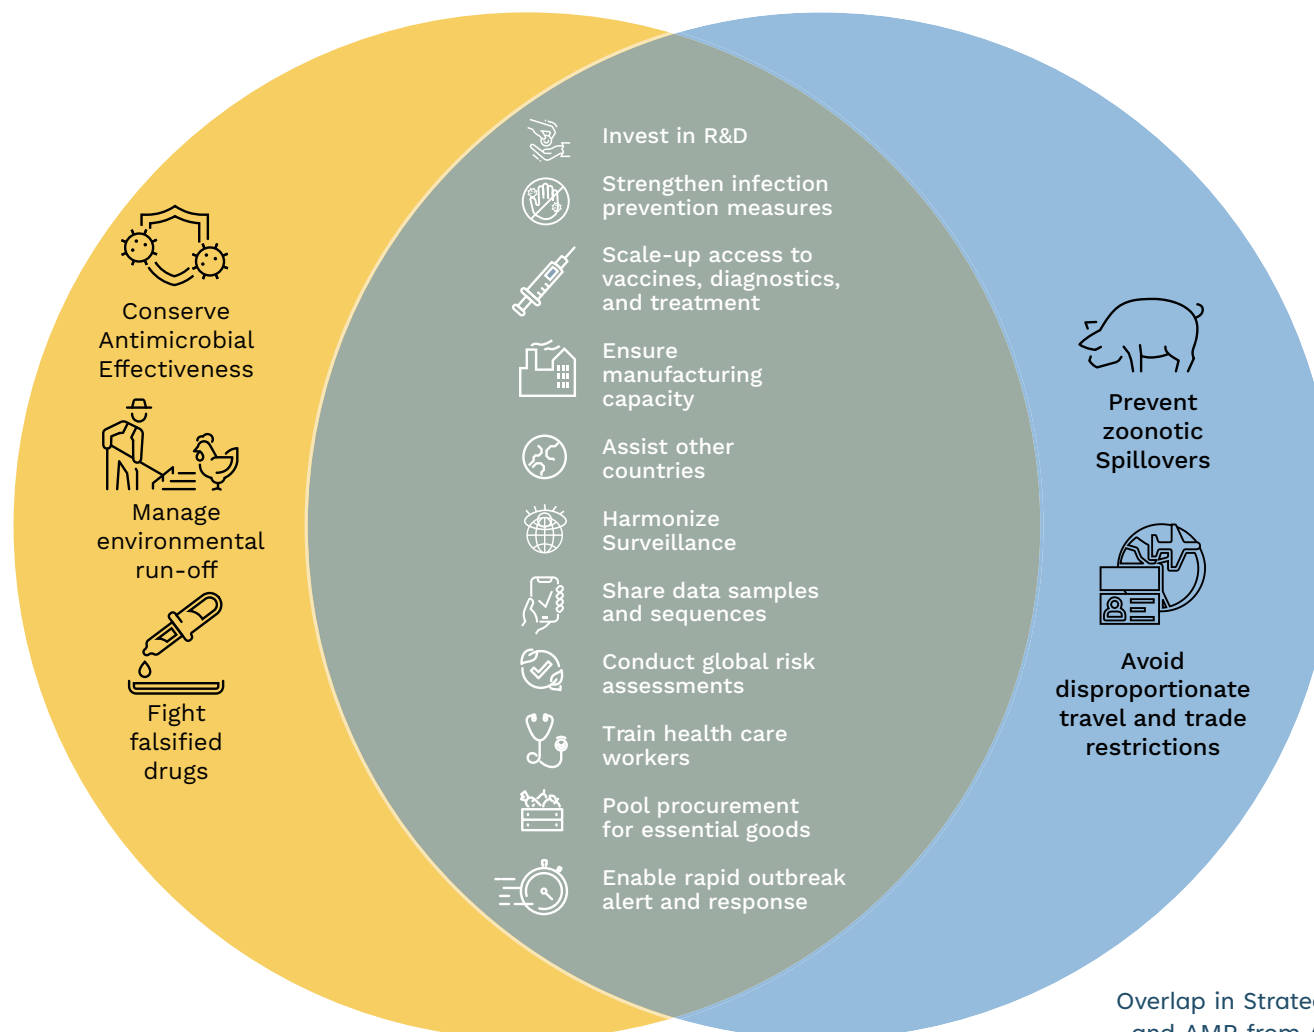 Conserve
Antimicrobial
Effectiveness
Manage
environmental
run-off
Fight
falsified
drugs
Invest in R&D
Strengthen infection
prevention measures
Scale-up access to
vaccines, diagnostics,
and treatment
Ensure
manufacturing
capacity
Assist other
countries
Harmonize
Surveillance
Share data samples
and sequences
Conduct global risk
assessments
Train health care
workers
Pool procurement
for essential goods
Enable rapid outbreak
alert and response
Prevent
zoonotic
Spillovers
Avoid
disproportionate
travel and trade
restrictions
Overlap in
and AMR from